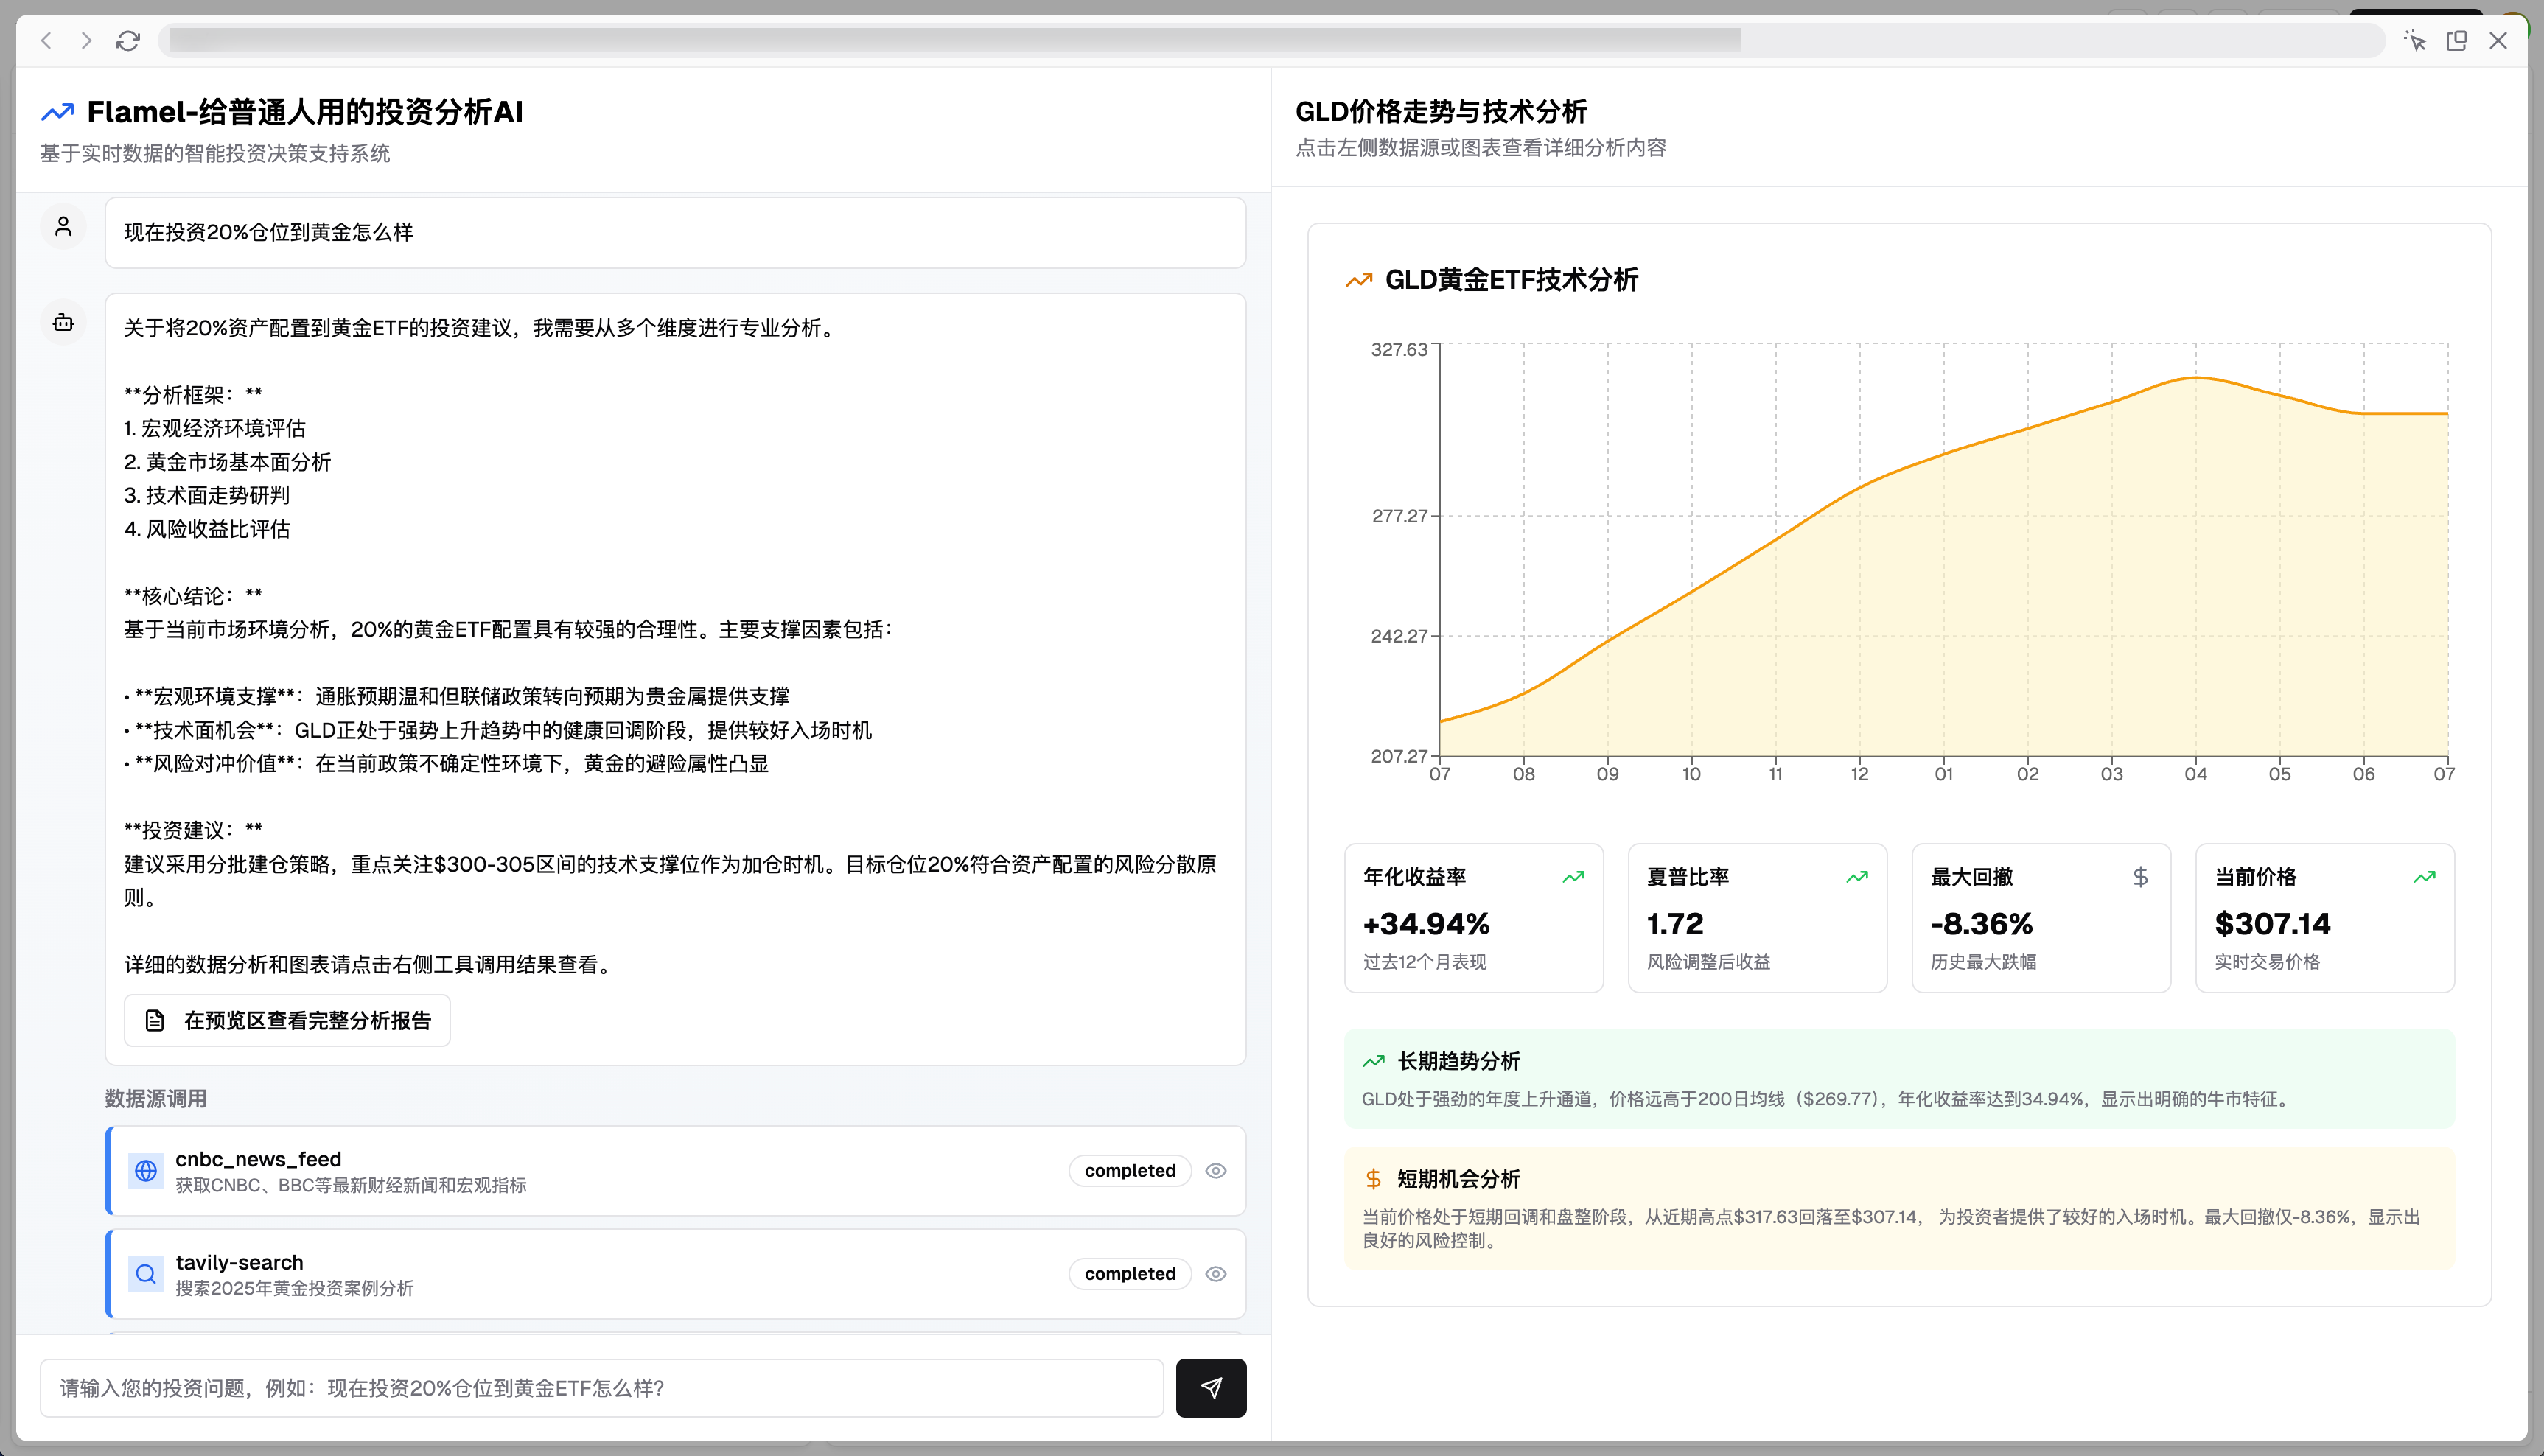 Flamel-给普通人用的投资分析AI
基于实时数据的智能投资决策支持系统
现在投资20%仓位到黄金怎么样
关于将20%资产配置到黄金ETF的投资建议，我需要从多个维度进行专业分析。
**分析框架：**
1. 宏观经济环境评估
2. 黄金市场基本面分析
3. 技术面走势研判
4. 风险收益比评估
**核心结论：**
基于当前市场环境分析，20%的黄金ETF配置具有较强的合理性。主要支撑因素包括：
• **宏观环境支撑**：通胀预期温和但联储政策转向预期为贵金属提供支撑
• **技术面机会**：GLD正处于强势上升趋势中的健康回调阶段，提供较好入场时机
• **风险对冲价值**：在当前政策不确定性环境下，黄金的避险属性凸显
**投资建议：**
建议采用分批建仓策略，重点关注$300-305区间的技术支撑位作为加仓时机。目标仓位20%符合资产配置的风险分散原
则。
详细的数据分析和图表请点击右侧工具调用结果查看。
在预览区查看完整分析报告
数据源调用
cnbc_news_feed
获取CNBC、BBC等最新财经新闻和宏观指标
completed
tavily-search
搜索2025年黄金投资案例分析
completed
请输入您的投资问题，例如：现在投资20%仓位到黄金ETF怎么样?
GLD价格走势与技术分析
点击左侧数据源或图表查看详细分析内容
GLD黄金ETF技术分析
327.63
277.27
242.27
207.27
07 08 09 10 11 12 01 02 03 04 05 06 07
年化收益率
+34.94%
过去12个月表现
夏普比率
1.72
风险调整后收益
最大回撤
$
-8.36%
历史最大跌幅
当前价格
$307.14
实时交易价格
长期趋势分析
GLD处于强劲的年度上升通道，价格远高于200日均线（$269.77），年化收益率达到34.94%，显示出明确的牛市特征。
$ 短期机会分析
当前价格处于短期回调和盘整阶段，从近期高点$317.63回落至$307.14， 为投资者提供了较好的入场时机。最大回撤仅-8.36%，显示出
良好的风险控制。